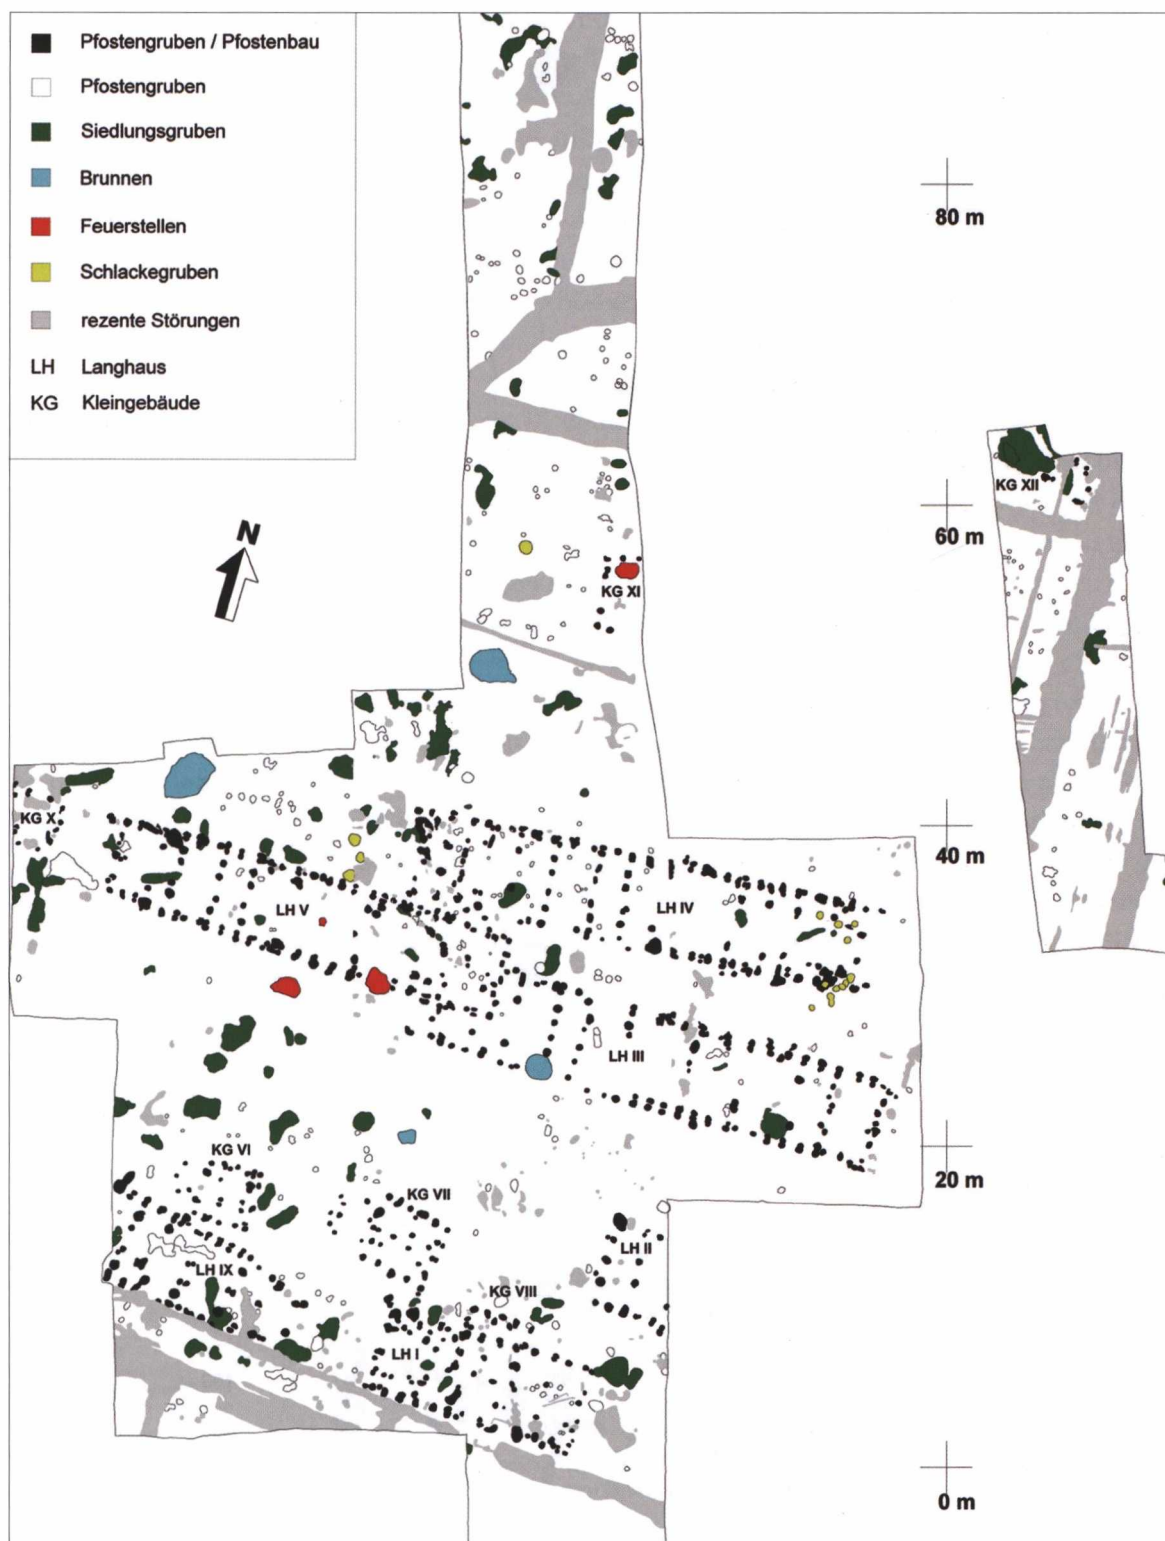 Pfostengruben / Pfostenbau
Pfostengruben
Siedlungsgruben
Brunnen
Feuerstellen
Schlackegruben
rezente Störungen
LH Langhaus
KG Kleingebäude
80 m
KG XII
N
60 m
KG XI
KG X
40 m
LH V
LH IV
LH III
KG VI
20 m
KG VII
LH II
LH IX
KG VIII
LH I
0 m